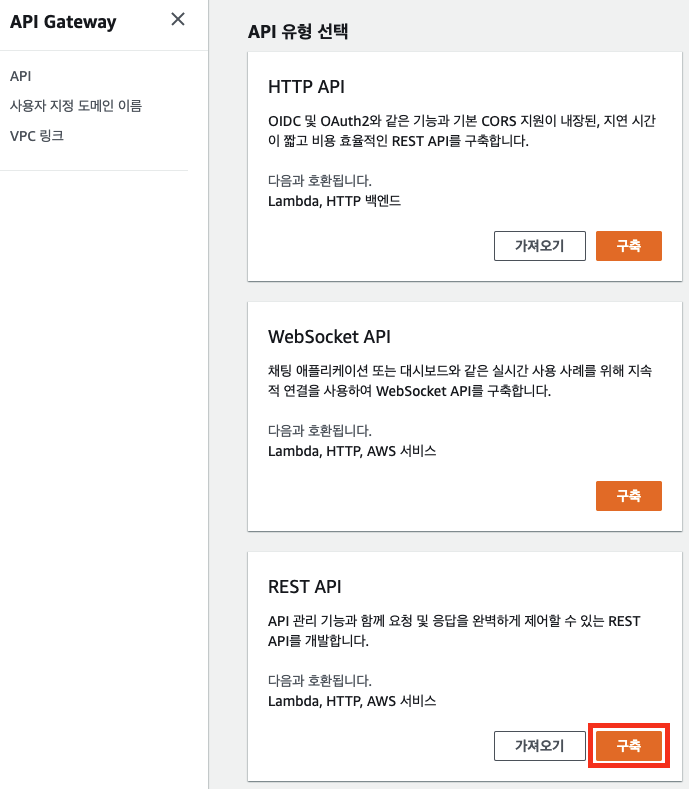 API Gateway
API
사용자 지정 도메인 이름
VPC 링크
API 유형 선택
HTTP API
OIDC 및 OAuth2와 같은 기능과 기본 CORS 지원이 내장된, 지연 시간
이 짧고 비용 효율적인 REST API를 구축합니다.
다음과 호환됩니다.
Lambda, HTTP 백엔드
가져오기
구축
WebSocket API
채팅 애플리케이션 또는 대시보드와 같은 실시간 사용 사례를 위해 지속
적 연결을 사용하여 WebSocket API를 구축합니다.
다음과 호환됩니다.
Lambda, HTTP, AWS 서비스
구축
REST API
API 관리 기능과 함께 요청 및 응답을 완벽하게 제어할 수 있는 REST
API를 개발합니다.
다음과 호환됩니다.
Lambda, HTTP, AWS 서비스
가져오기
구축